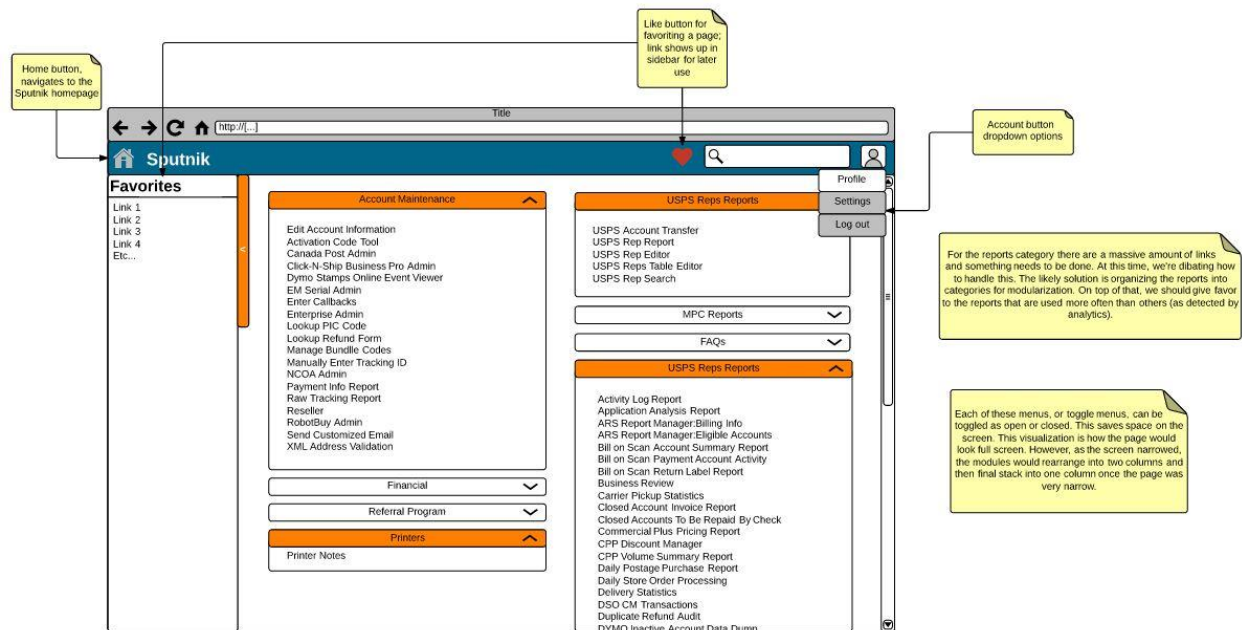 Like button for
favoriting a page;
link shows up in
sidebar for later
use
Home button,
navigates to the
Sputnik homepage
Account button
dropdown options
Title
http://[...]
Sputnik
Profile
Settings
Log out
Favorites
Link 1
Link 2
Link 3
Link 4
Etc...
<
Account Maintenance
Edit Account Information
Activation Code Tool
Canada Post Admin
Click-N-Ship Business Pro Admin
Dymo Stamps Online Event Viewer
EM Serial Admin
Enter Callbacks
Enterprise Admin
Lookup PIC Code
Lookup Refund Form
Manage Bundlle Codes
Manually Enter Tracking ID
NCOA Admin
Payment Info Report
Raw Tracking Report
Reseller
RobotBuy Admin
Send Customized Email
XML Address Validation
Financial
Referral Program
Printers
Printer Notes
USPS Reps Reports
USPS Account Transfer
USPS Rep Report
USPS Rep Editor
USPS Reps Table Editor
USPS Rep Search
MPC Reports
FAQs
USPS Reps Reports
Activity Log Report
Application Analysis Report
ARS Report Manager:Billing Info
ARS Report Manager:Eligible Accounts
Bill on Scan Account Summary Report
Bill on Scan Payment Account Activity
Bill on Scan Return Label Report
Business Review
Carrier Pickup Statistics
Closed Account Invoice Report
Closed Accounts To Be Repaid By Check
Commercial Plus Pricing Report
CPP Discount Manager
CPP Volume Summary Report
Daily Postage Purchase Report
Daily Store Order Processing
Delivery Statistics
DSO CM Transactions
Duplicate Refund Audit
DYMO Inactive Account Data Dump
For the reports category there are a massive amount of links
and something needs to be done. At this time, we're dibating how
to handle this. The likely solution is organizing the reports into
categories for modularization. On top of that, we should give favor
to the reports that are used more often than others (as detected by
analytics).
Each of these menus, or toggle menus, can be
toggled as open or closed. This saves space on the
screen. This visualization is how the page would
look full screen. However, as the screen narrowed,
the modules would rearrange into two columns and
then final stack into one column once the page was
very narrow.